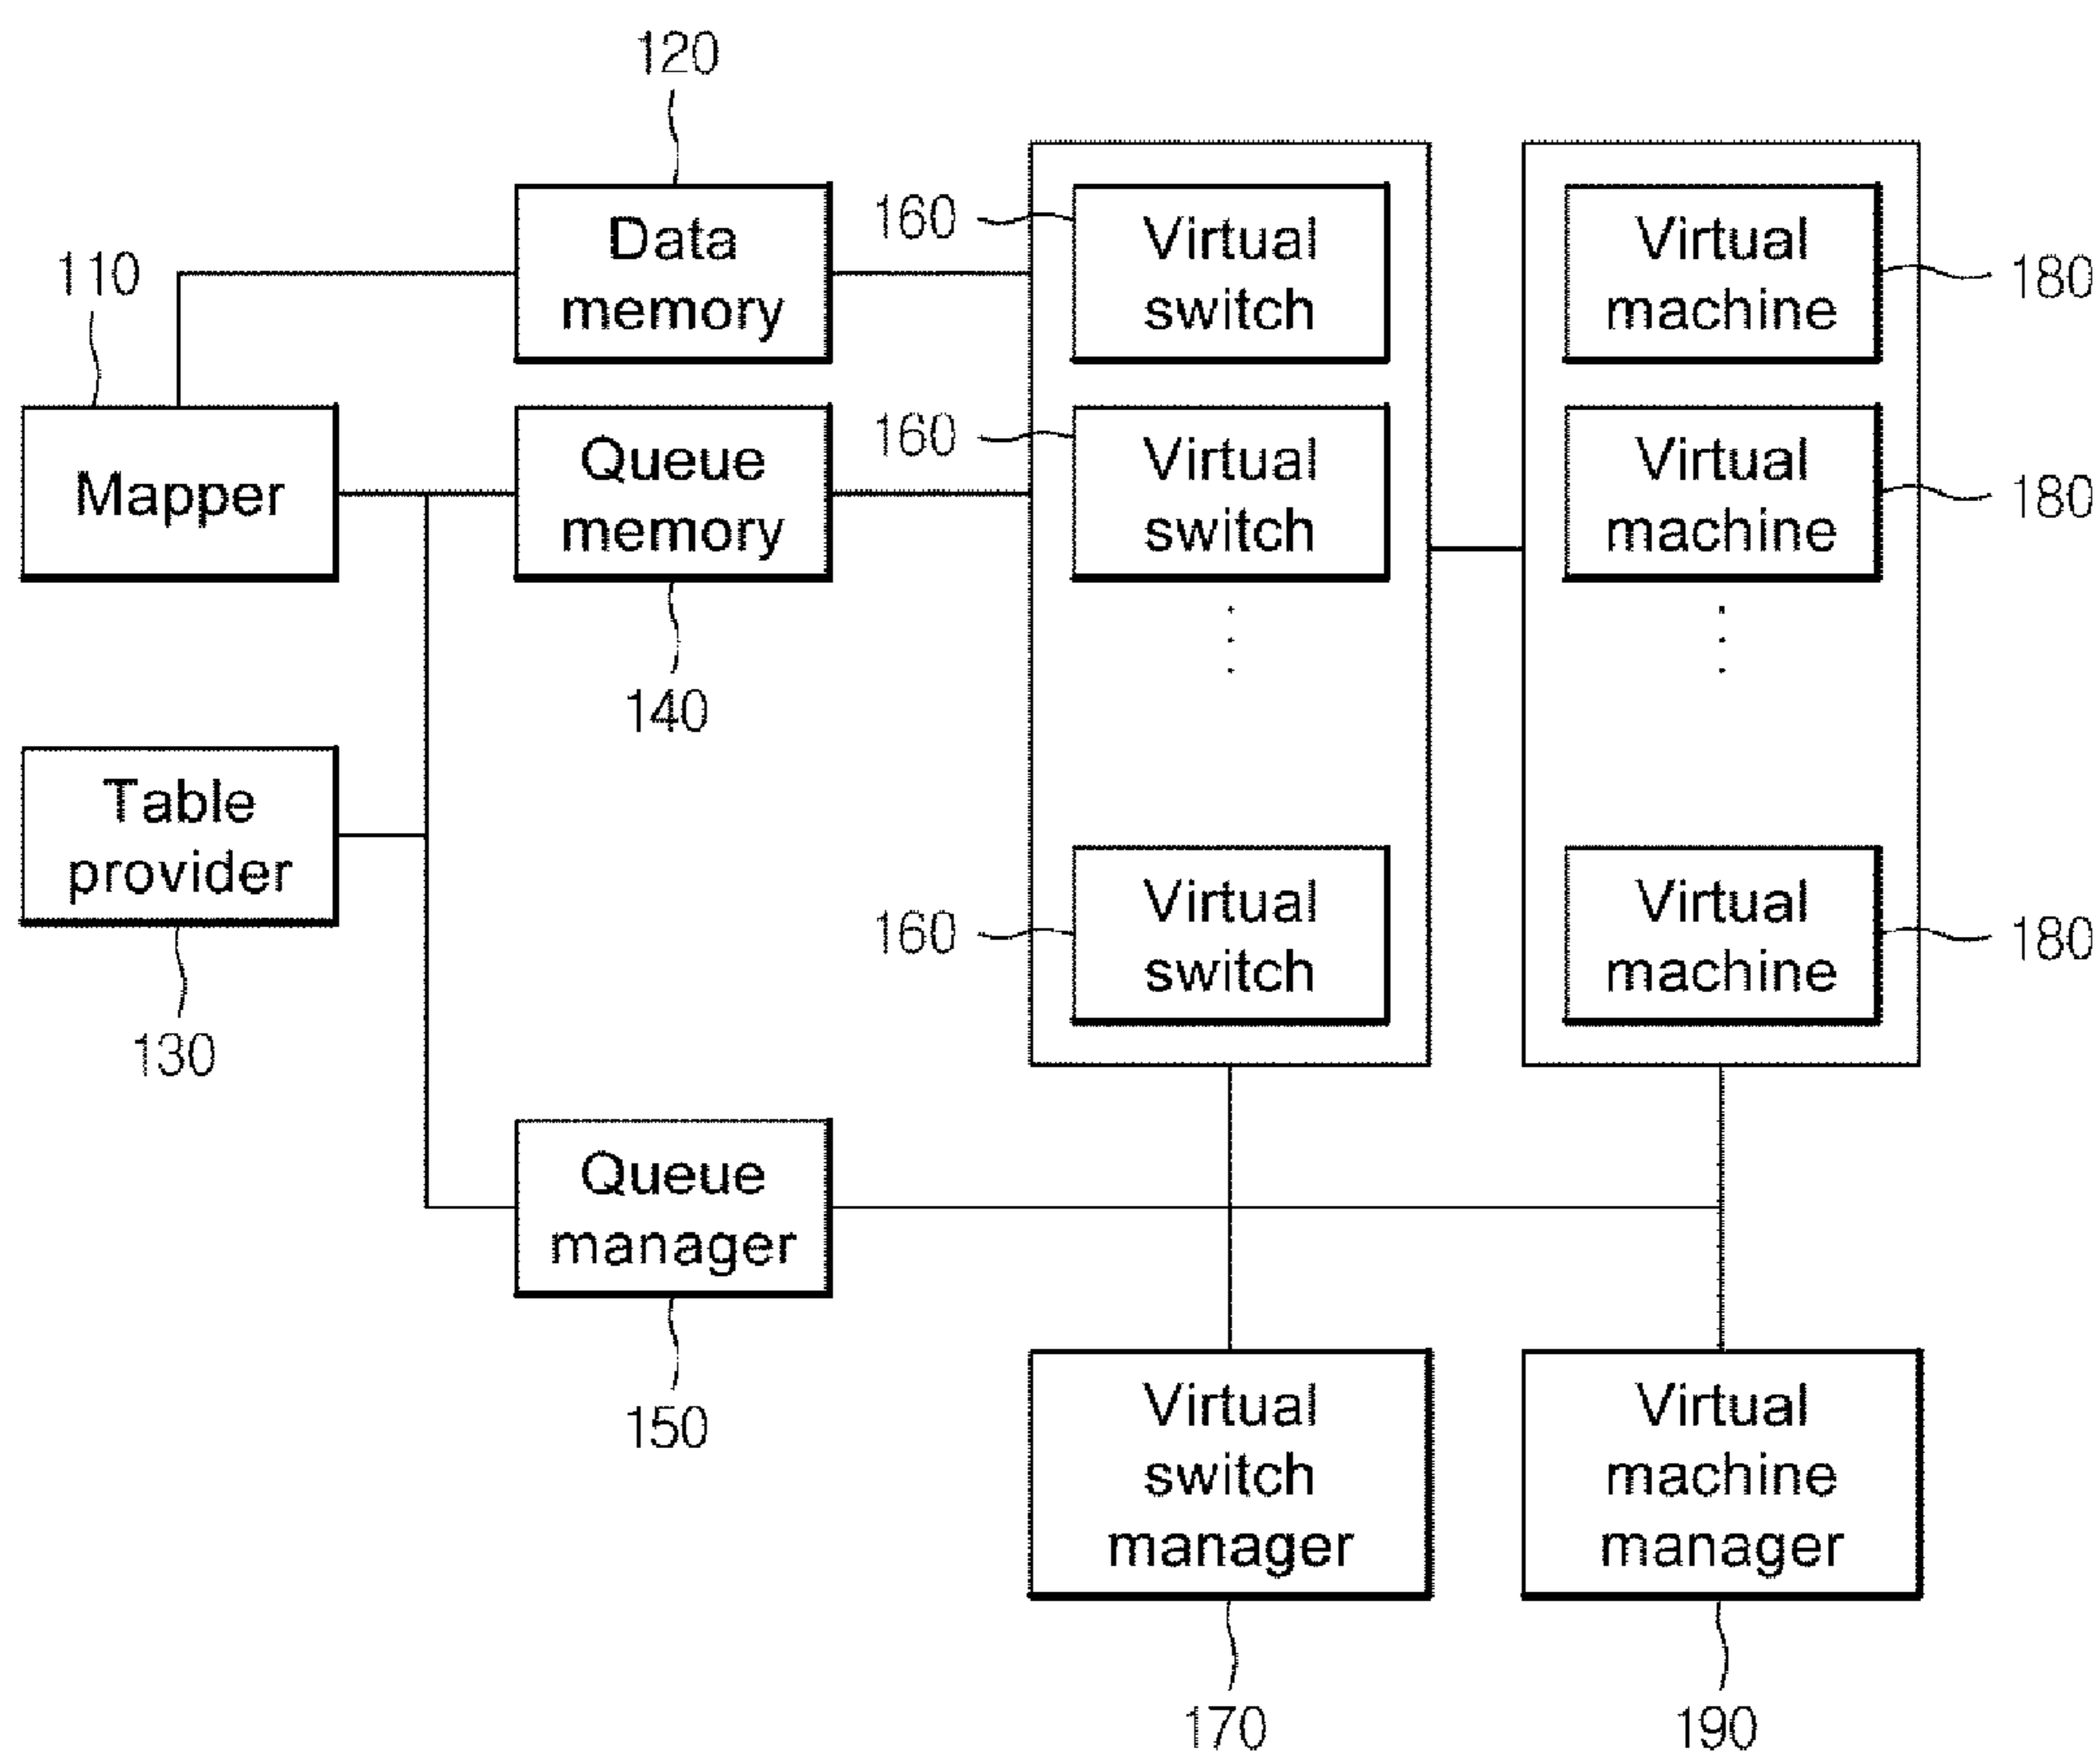 120
160
Data
memory
Virtual
switch
Virtual
machine
180
110
160
Mapper
Queue
memory
Virtual
switch
Virtual
machine
180
140
Table
provider
160
Virtual
switch
Virtual
machine
180
130
Queue
manager
150
Virtual
switch
manager
Virtual
machine
manager
170
190